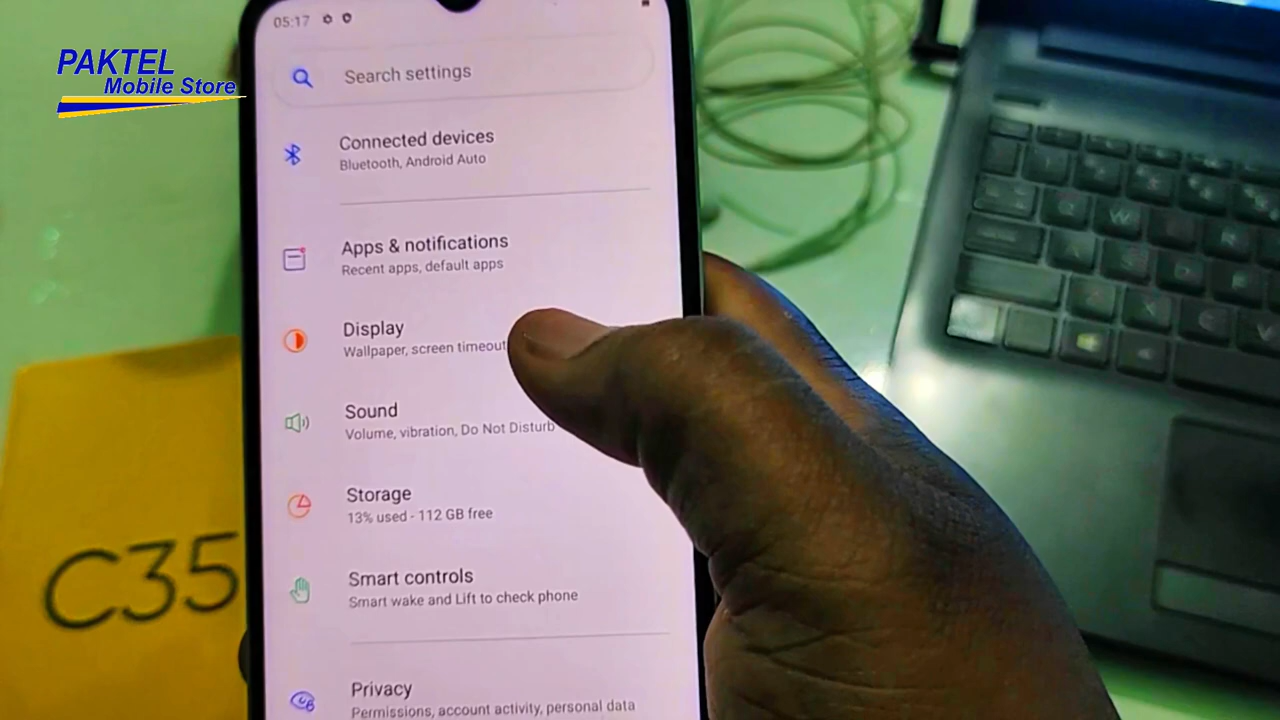 PAKTEL
Mobile Store
05:17
Search settings
Connected devices
Bluetooth, Android Auto
Apps & notifications
Recent apps, default apps
Display
Wallpaper, screen timeout
Sound
Volume, vibration, Do Not Disturb
Storage
13% used - 112 GB free
Smart controls
Smart wake and Lift to check phone
Privacy
Permissions, account activity, personal data
C35